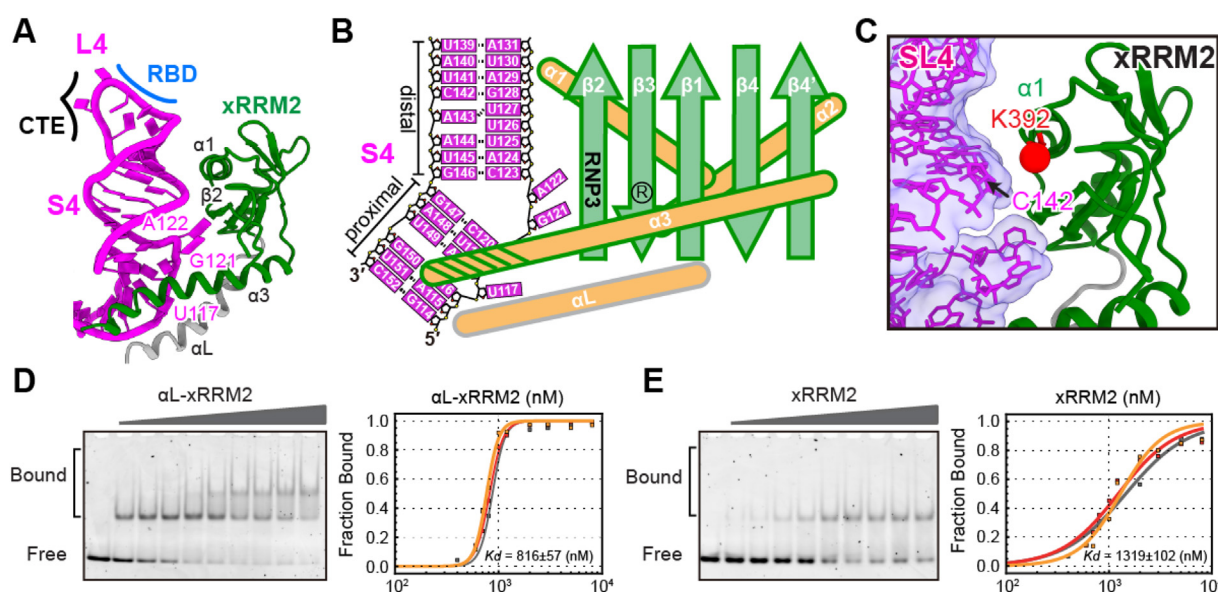 A
L4
RBD
CTE
xRRM2
α1
β2
S4
A122
G121
α3
U117
αL
B
distal
S4
proximal
U139 A131
A140 U130
U141 A129
C142 G128
U127
A143
U126
A144 U125
U145 A124
G146 C123
A122
G121
G147
A148
U149
G150
U151
C152
A115
U117
3'
5'
α1
β2
β3
β1
β4
β4'
α2
RNP3
R
α3
αL
C
SL4
xRRM2
α1
K392
C142
D
αL-xRRM2
Bound
Free
αL-xRRM2 (nM)
Fraction Bound
1.0
0.8
0.6
0.4
0.2
0.0
Kd = 816±57 (nM)
10² 10³ 10⁴
E
xRRM2
Bound
Free
xRRM2 (nM)
Fraction Bound
1.0
0.8
0.6
0.4
0.2
0.0
Kd = 1319±102 (nM)
10² 10³